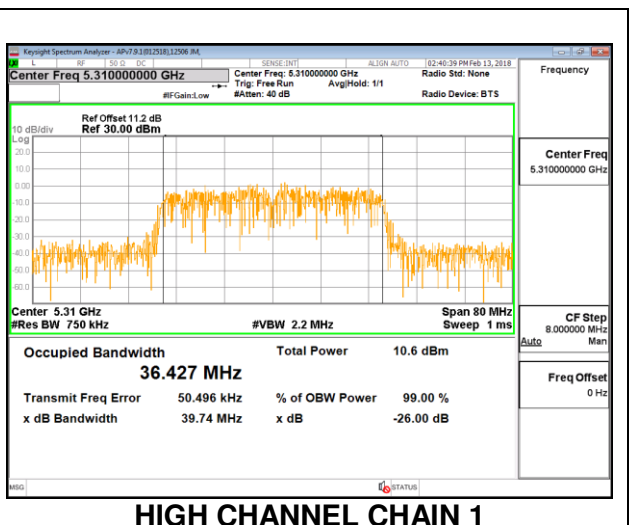 Keysight Spectrum Analyzer - APv7.9.1(012518),12506 JM,
L RF 50 Ω DC SENSE:INT ALIGN AUTO 02:40:39 PM Feb 13, 2018
Center Freq 5.310000000 GHz Center Freq: 5.310000000 GHz Radio Std: None Frequency
Trig: Free Run Avg|Hold: 1/1
#IFGain:Low #Atten: 40 dB Radio Device: BTS
Ref Offset 11.2 dB
10 dB/div Ref 30.00 dBm
Log
20.0
10.0
0.00
-10.0
-20.0
-30.0
-40.0
-50.0
-60.0
Center Freq
5.310000000 GHz
Center 5.31 GHz Span 80 MHz
#Res BW 750 kHz #VBW 2.2 MHz Sweep 1 ms
CF Step
8.000000 MHz
Auto Man
Occupied Bandwidth Total Power 10.6 dBm
36.427 MHz
Freq Offset
0 Hz
Transmit Freq Error 50.496 kHz % of OBW Power 99.00 %
x dB Bandwidth 39.74 MHz x dB -26.00 dB
MSG STATUS
HIGH CHANNEL CHAIN 1